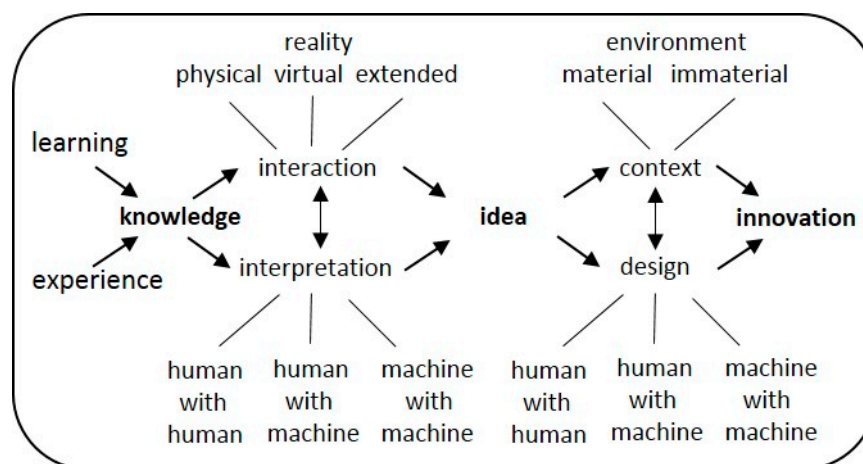 reality
physical virtual extended
environment
material immaterial
learning
interaction
context
knowledge
idea
innovation
experience
interpretation
design
human with human
human with machine
machine with machine
human with human
human with machine
machine with machine